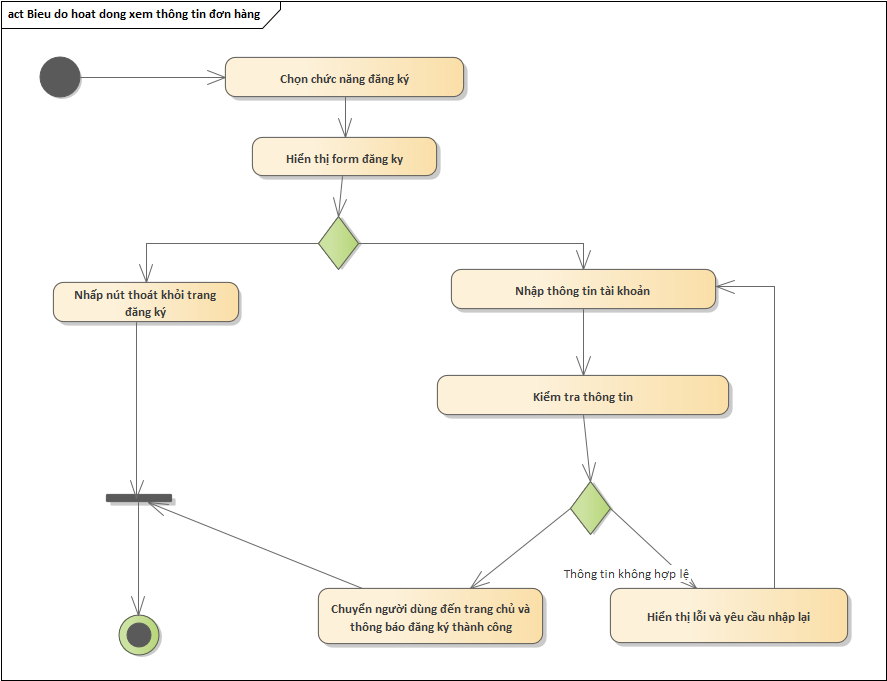 act Bieu do hoat dong xem thông tin đơn hàng
Chọn chức năng đăng ký
Hiển thị form đăng ky
Nhấp nút thoát khỏi trang
đăng ký
Nhập thông tin tài khoản
Kiểm tra thông tin
Thông tin không hợp lệ
Chuyển người dùng đến trang chủ và
thông báo đăng ký thành công
Hiển thị lỗi và yêu cầu nhập lại